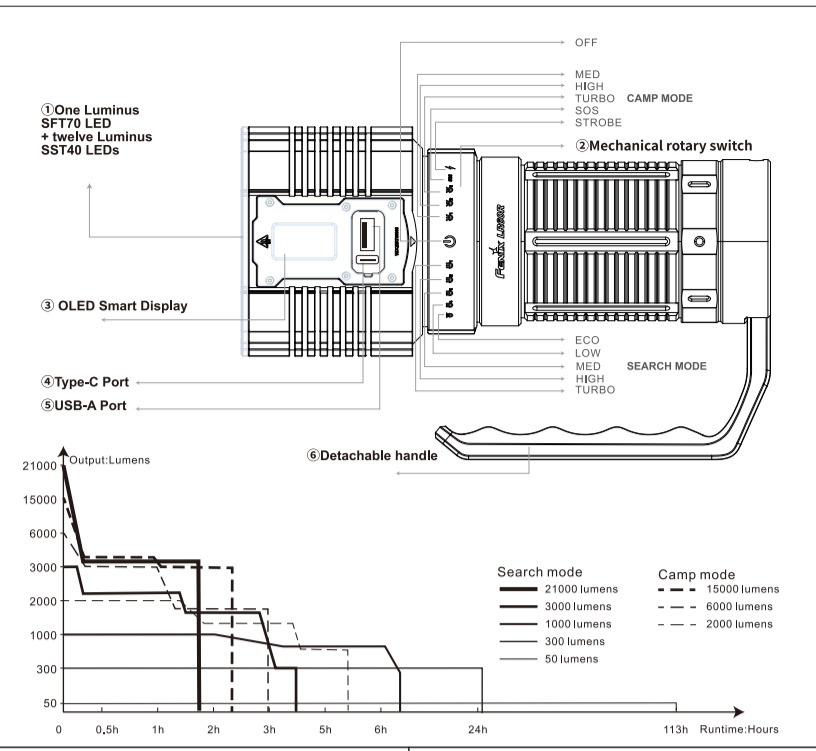 OFF
MED
HIGH
TURBO CAMP MODE
SOS
STROBE
①One Luminus
SFT70 LED
+ twelve Luminus
SST40 LEDs
②Mechanical rotary switch
FENIX LR60R
③ OLED Smart Display
ECO
LOW
MED SEARCH MODE
HIGH
TURBO
④Type-C Port
⑤USB-A Port
⑥Detachable handle
Output:Lumens
21000
15000
6000
3000
2000
1000
300
50
0 0.5h 1h 2h 3h 5h 6h 24h 113h Runtime:Hours
Search mode
21000 lumens
3000 lumens
1000 lumens
300 lumens
50 lumens
Camp mode
15000 lumens
6000 lumens
2000 lumens